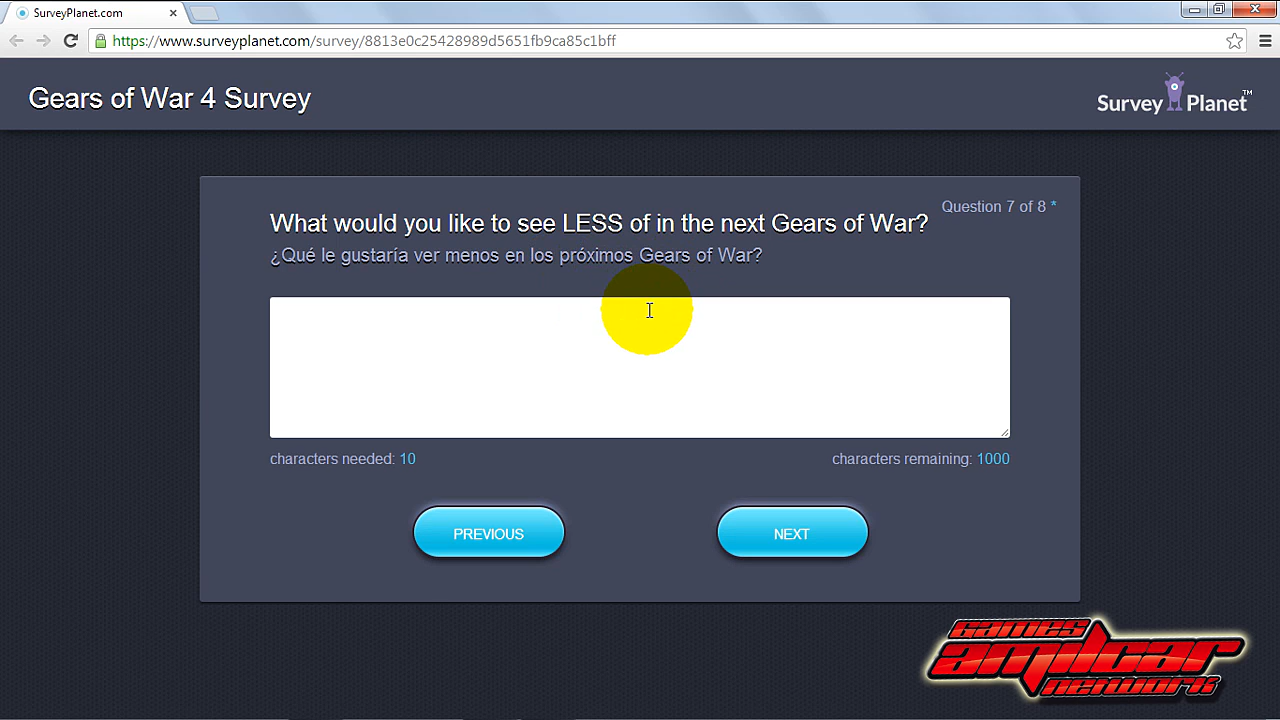 SurveyPlanet.com
https://www.surveyplanet.com/survey/8813e0c25428989d5651fb9ca85c1bff
Gears of War 4 Survey
Survey Planet™
Question 7 of 8 *
What would you like to see LESS of in the next Gears of War?
¿Qué le gustaría ver menos en los próximos Gears of War?
characters needed: 10
characters remaining: 1000
PREVIOUS
NEXT
GAMES
AMILCAR
NETWORK